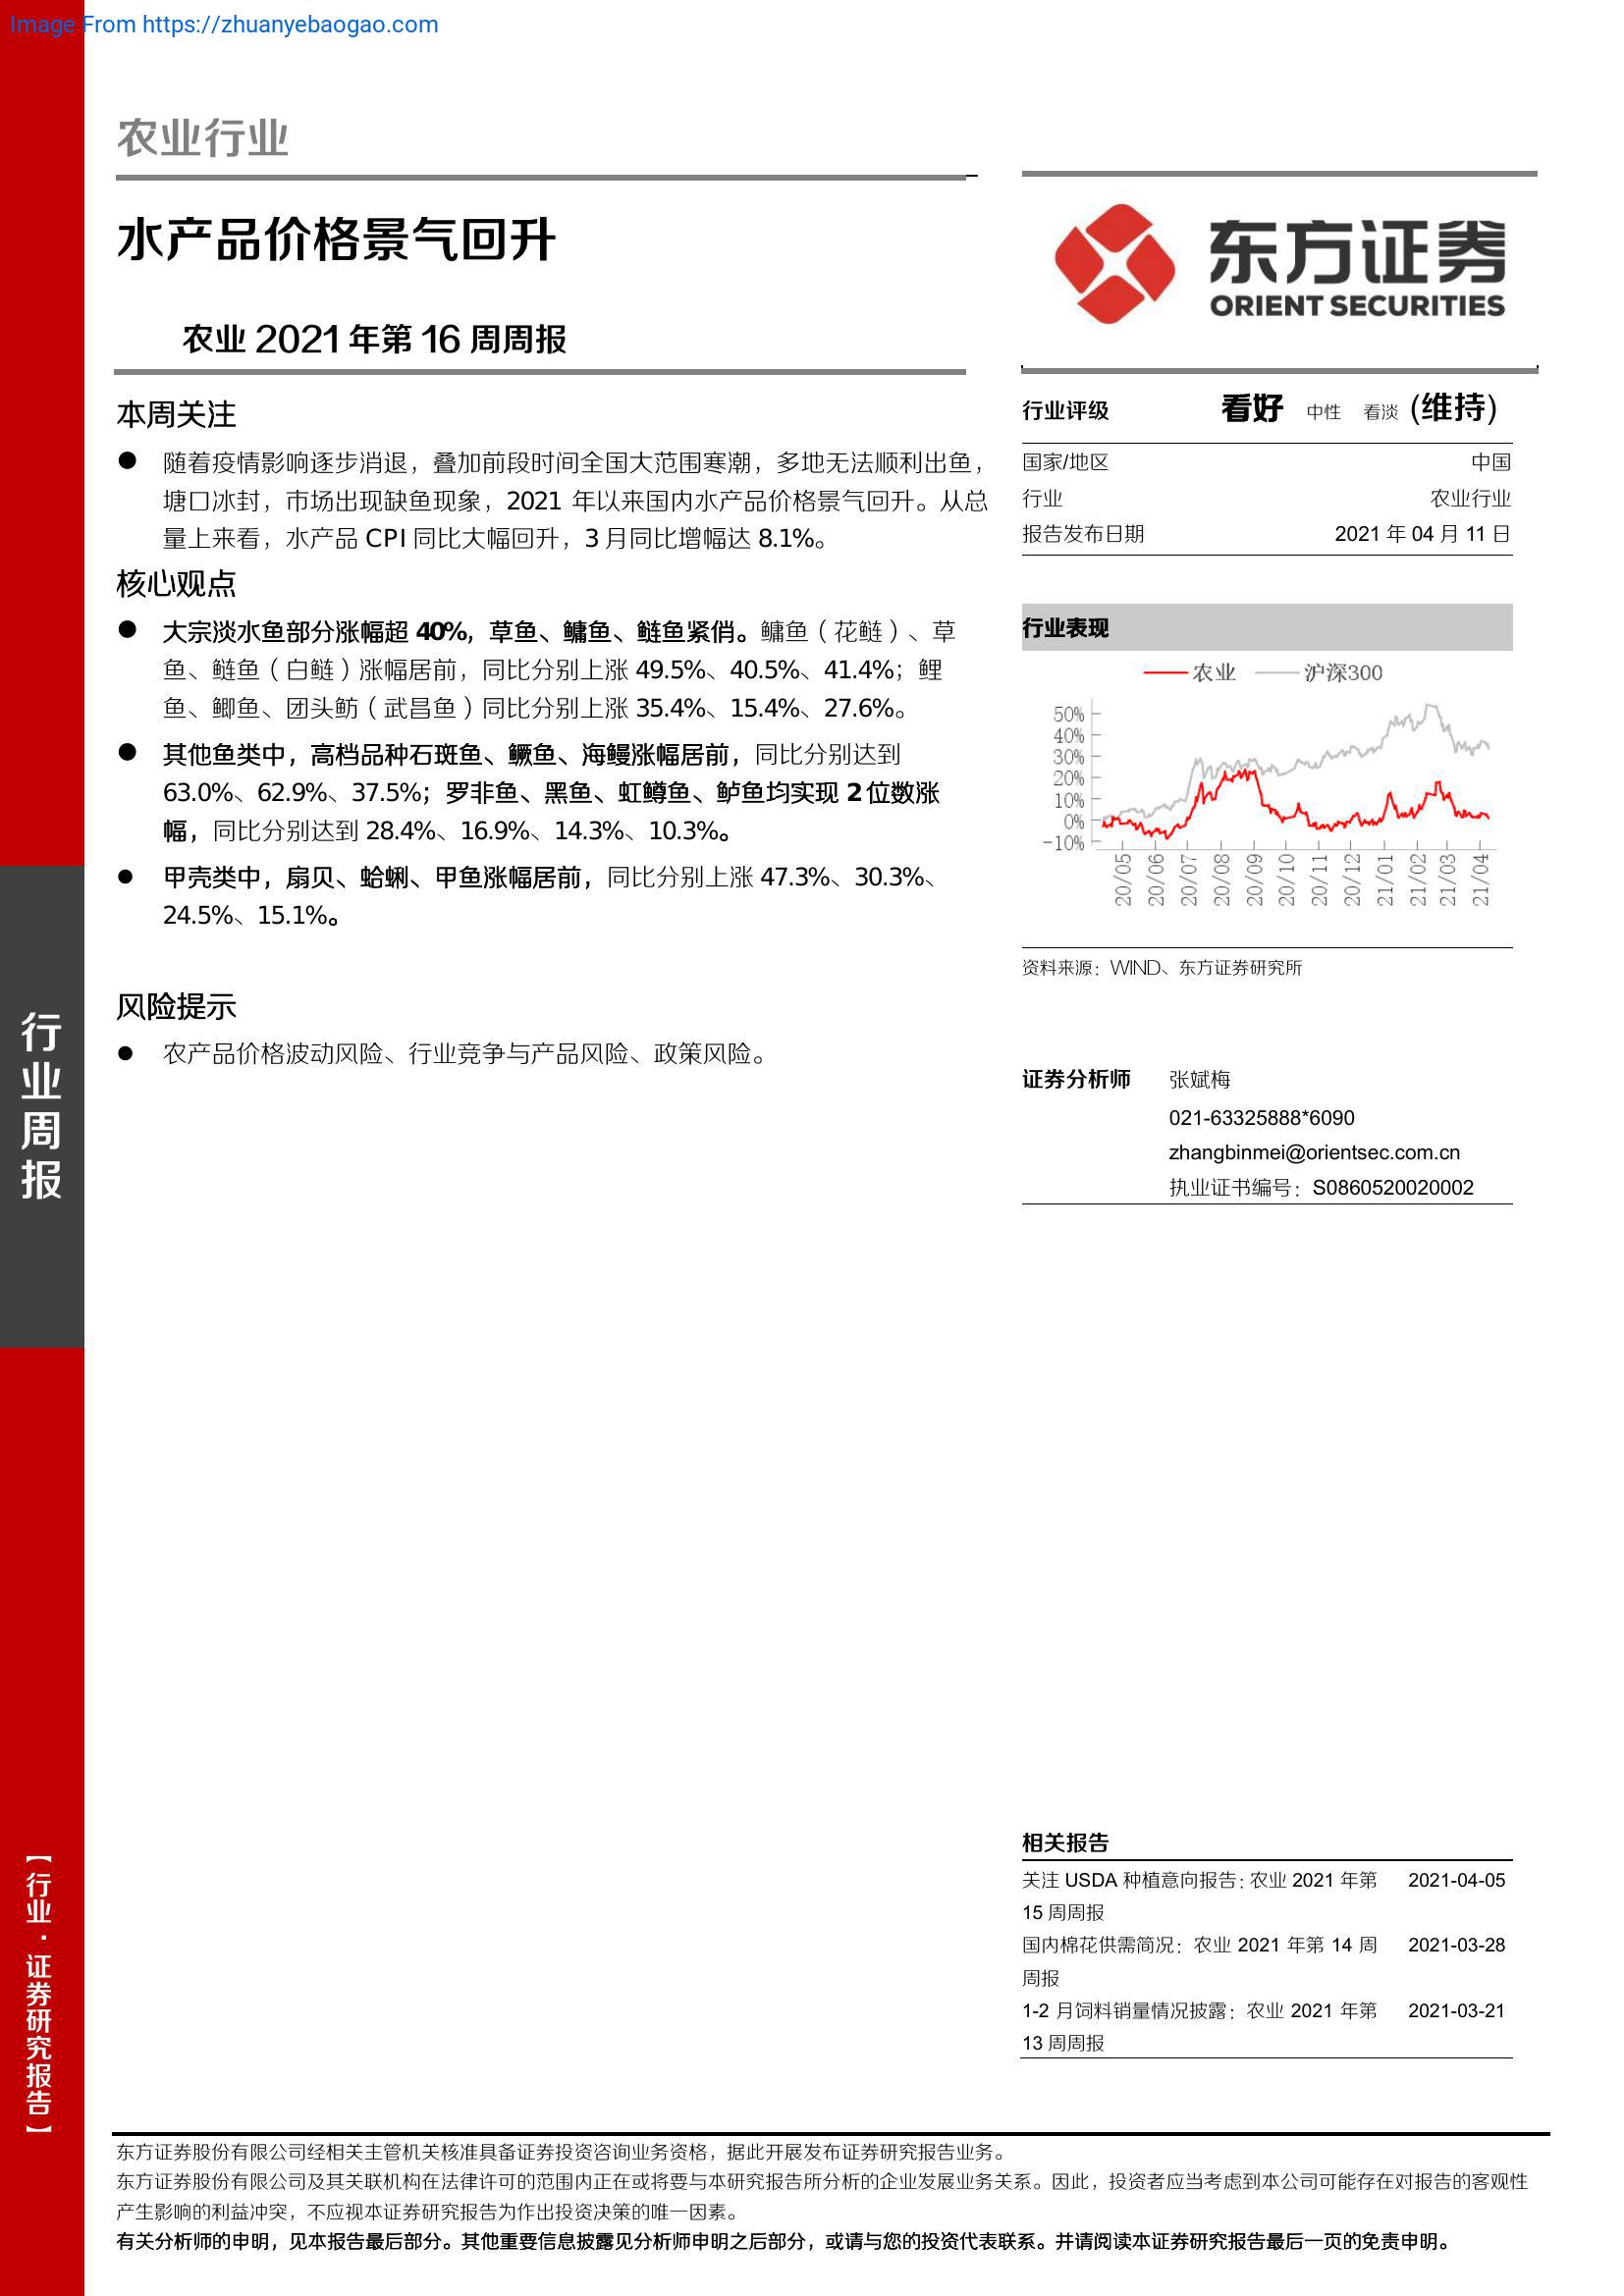 Image From https://zhuanyebaogao.com
农业行业
水产品价格景气回升
农业 2021 年第 16 周周报
本周关注
● 随着疫情影响逐步消退，叠加前段时间全国大范围寒潮，多地无法顺利出鱼，
塘口冰封，市场出现缺鱼现象，2021 年以来国内水产品价格景气回升。从总
量上来看，水产品 CPI 同比大幅回升，3 月同比增幅达 8.1%。
核心观点
● 大宗淡水鱼部分涨幅超 40%，草鱼、鳙鱼、鲢鱼紧俏。鳙鱼（花鲢）、草
鱼、鲢鱼（白鲢）涨幅居前，同比分别上涨 49.5%、40.5%、41.4%；鲤
鱼、鲫鱼、团头鲂（武昌鱼）同比分别上涨 35.4%、15.4%、27.6%。
● 其他鱼类中，高档品种石斑鱼、鳜鱼、海鳗涨幅居前，同比分别达到
63.0%、62.9%、37.5%；罗非鱼、黑鱼、虹鳟鱼、鲈鱼均实现 2 位数涨
幅，同比分别达到 28.4%、16.9%、14.3%、10.3%。
● 甲壳类中，扇贝、蛤蜊、甲鱼涨幅居前，同比分别上涨 47.3%、30.3%、
24.5%、15.1%。
风险提示
● 农产品价格波动风险、行业竞争与产品风险、政策风险。
东方证券
ORIENT SECURITIES
行业评级 看好 中性 看淡 (维持)
国家/地区 中国
行业 农业行业
报告发布日期 2021 年 04 月 11 日
行业表现
农业 沪深300
50%
40%
30%
20%
10%
0%
-10%
20/05 20/06 20/07 20/08 20/09 20/10 20/11 20/12 21/01 21/02 21/03 21/04
资料来源：WIND、东方证券研究所
证券分析师 张斌梅
021-63325888*6090
zhangbinmei@orientsec.com.cn
执业证书编号：S0860520020002
相关报告
关注 USDA 种植意向报告：农业 2021 年第 2021-04-05
15 周周报
国内棉花供需简况：农业 2021 年第 14 周 2021-03-28
周报
1-2 月饲料销量情况披露：农业 2021 年第 2021-03-21
13 周周报
行业周报
【行业·证券研究报告】
东方证券股份有限公司经相关主管机关核准具备证券投资咨询业务资格，据此开展发布证券研究报告业务。
东方证券股份有限公司及其关联机构在法律许可的范围内正在或将要与本研究报告所分析的企业发展业务关系。因此，投资者应当考虑到本公司可能存在对报告的客观性
产生影响的利益冲突，不应视本证券研究报告为作出投资决策的唯一因素。
有关分析师的申明，见本报告最后部分。其他重要信息披露见分析师申明之后部分，或请与您的投资代表联系。并请阅读本证券研究报告最后一页的免责申明。